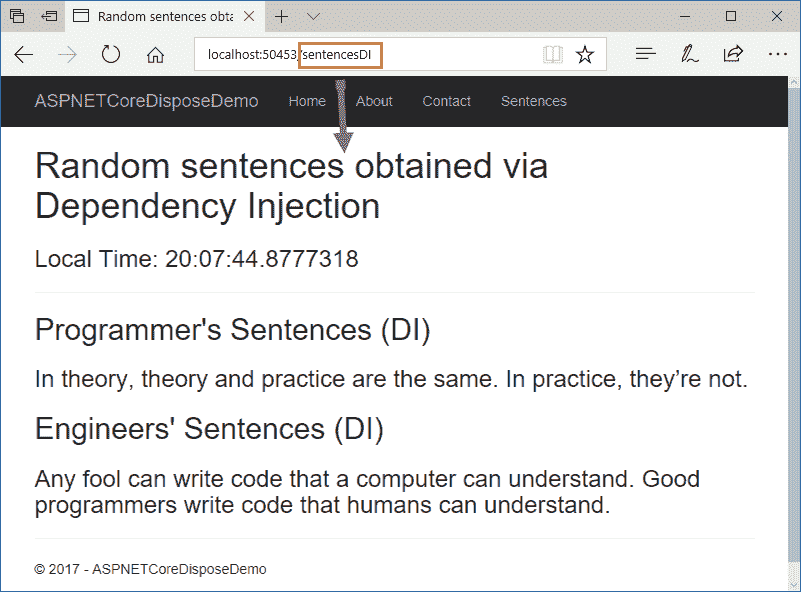 Random sentences obta
localhost:50453/sentencesDI
ASPNETCoreDisposeDemo Home About Contact Sentences
Random sentences obtained via
Dependency Injection
Local Time: 20:07:44.8777318
Programmer's Sentences (DI)
In theory, theory and practice are the same. In practice, they’re not.
Engineers' Sentences (DI)
Any fool can write code that a computer can understand. Good
programmers write code that humans can understand.
© 2017 - ASPNETCoreDisposeDemo